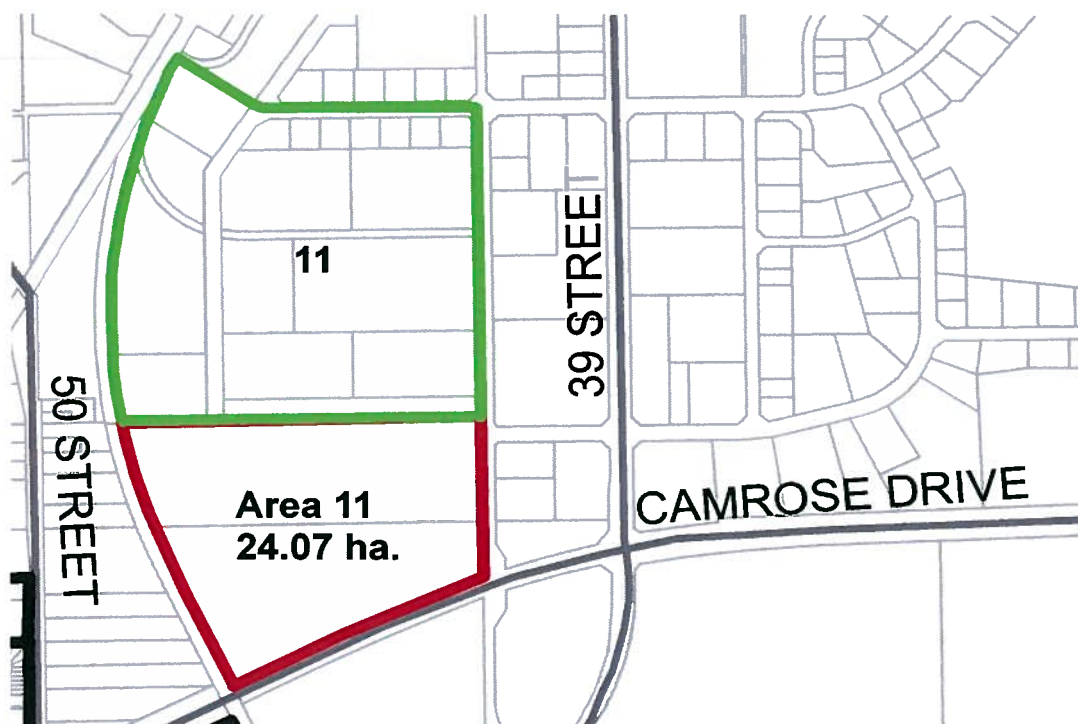 11
39 STREET
50 STREET
Area 11
24.07 ha.
CAMROSE DRIVE